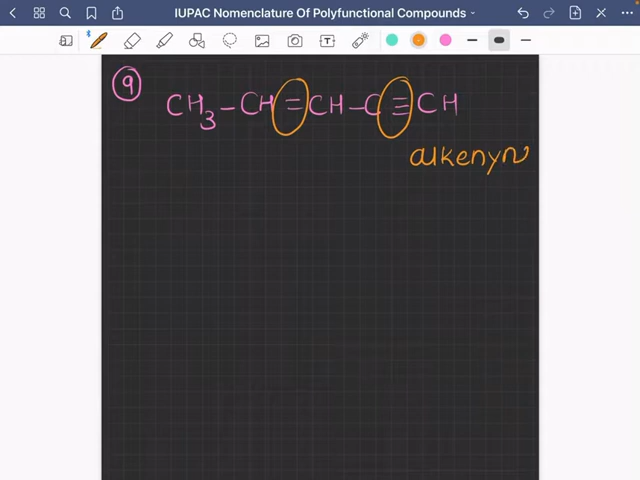 IUPAC Nomenclature Of Polyfunctional Compounds
9
CH3-CH=CH-C≡CH
alkenyn